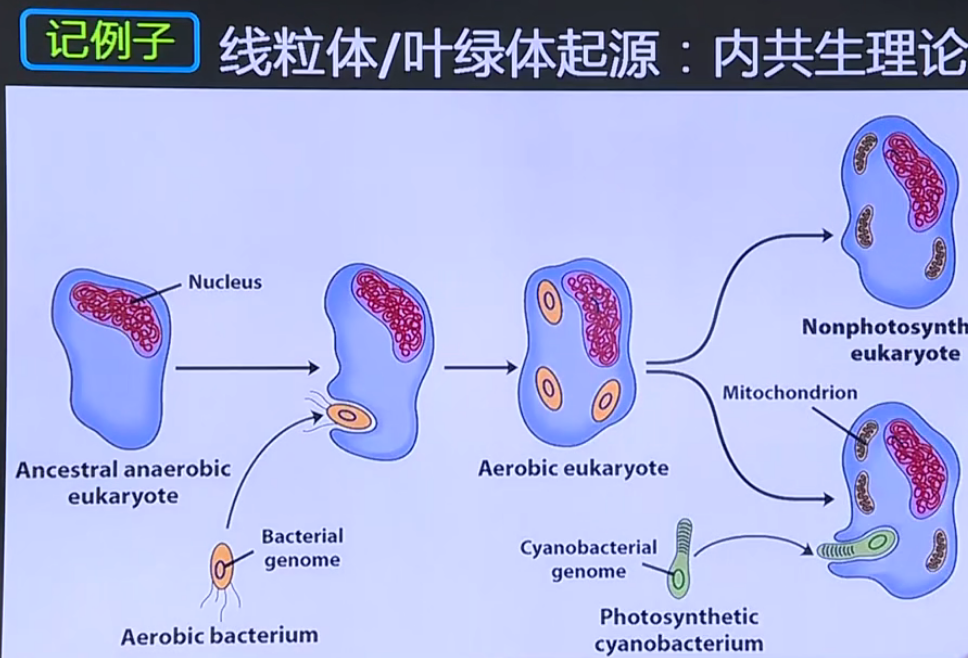 记例子
线粒体/叶绿体起源：内共生理论
Nucleus
Ancestral anaerobic
eukaryote
Bacterial
genome
Aerobic bacterium
Aerobic eukaryote
Nonphotosynth
eukaryote
Mitochondrion
Cyanobacterial
genome
Photosynthetic
cyanobacterium